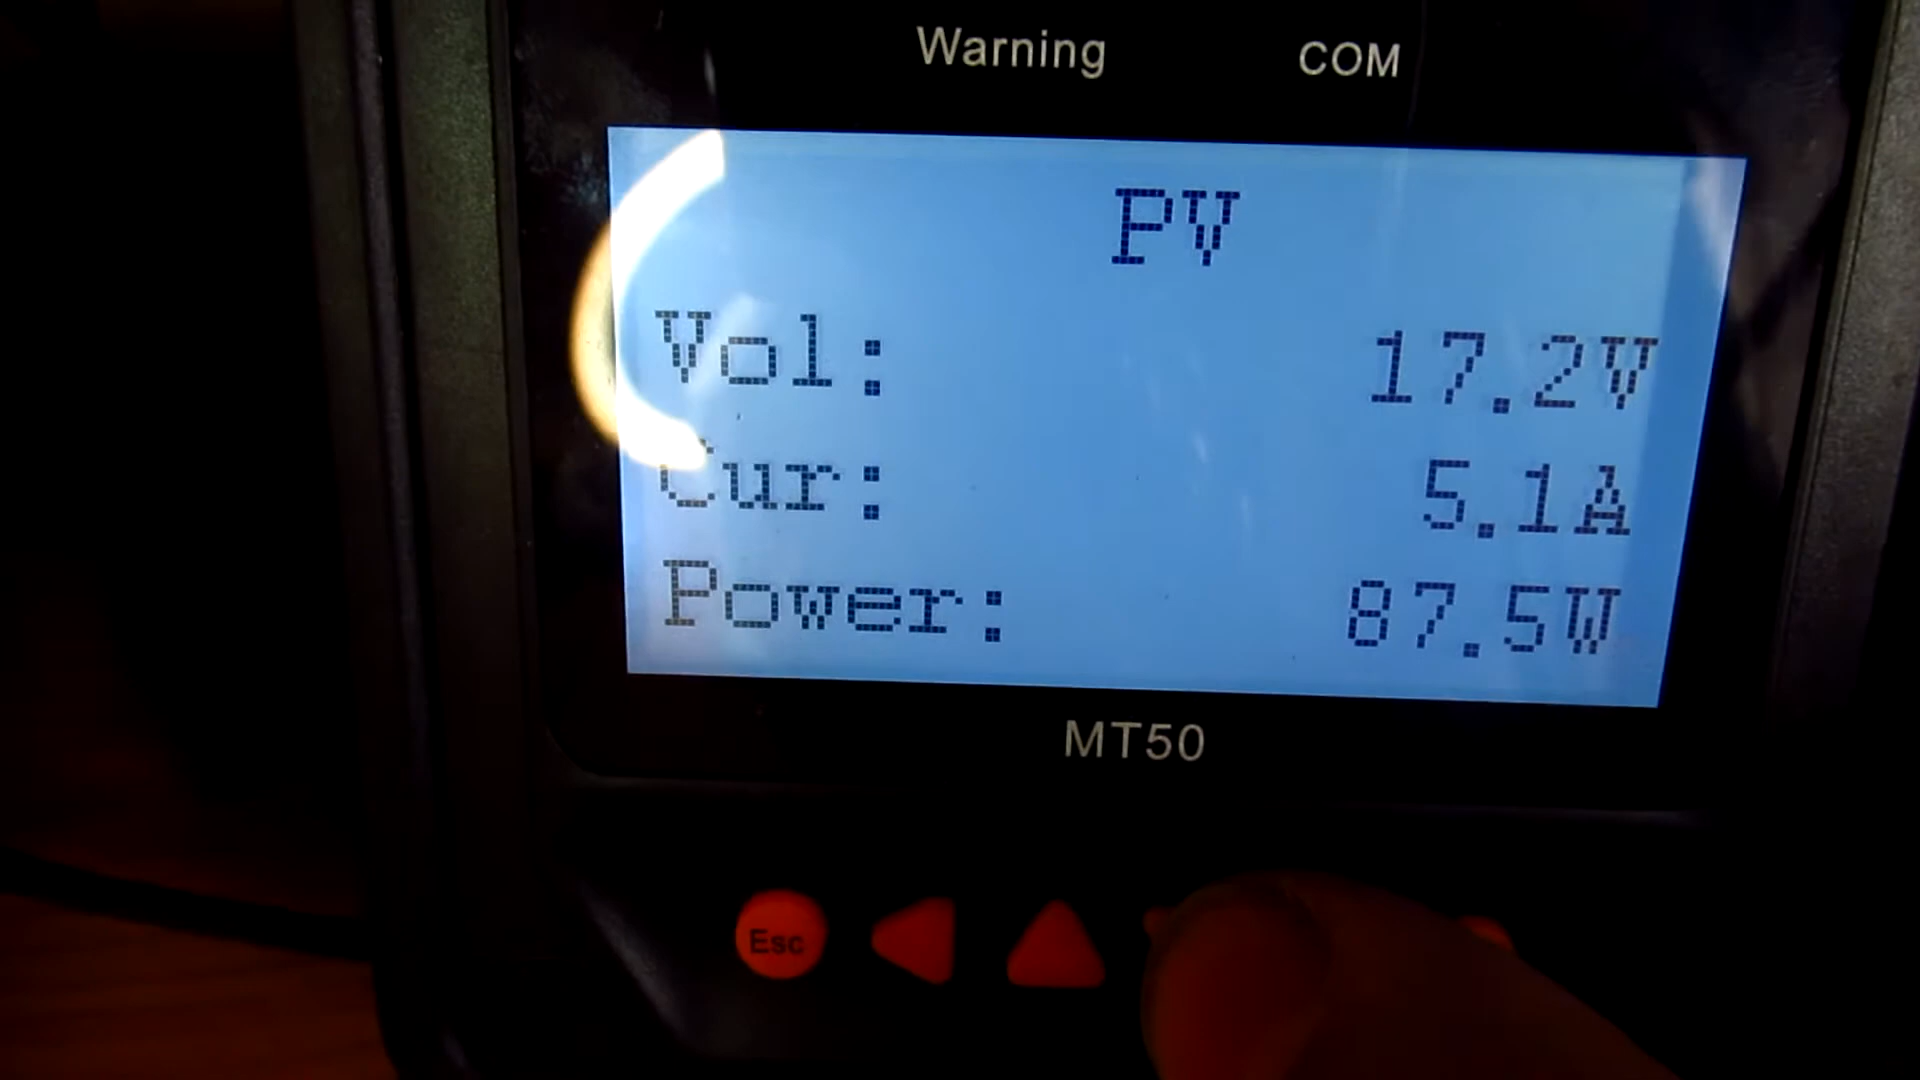 Warning COM
PV
Vol: 17.2V
Cur: 5.1A
Power: 87.5W
MT50
Esc